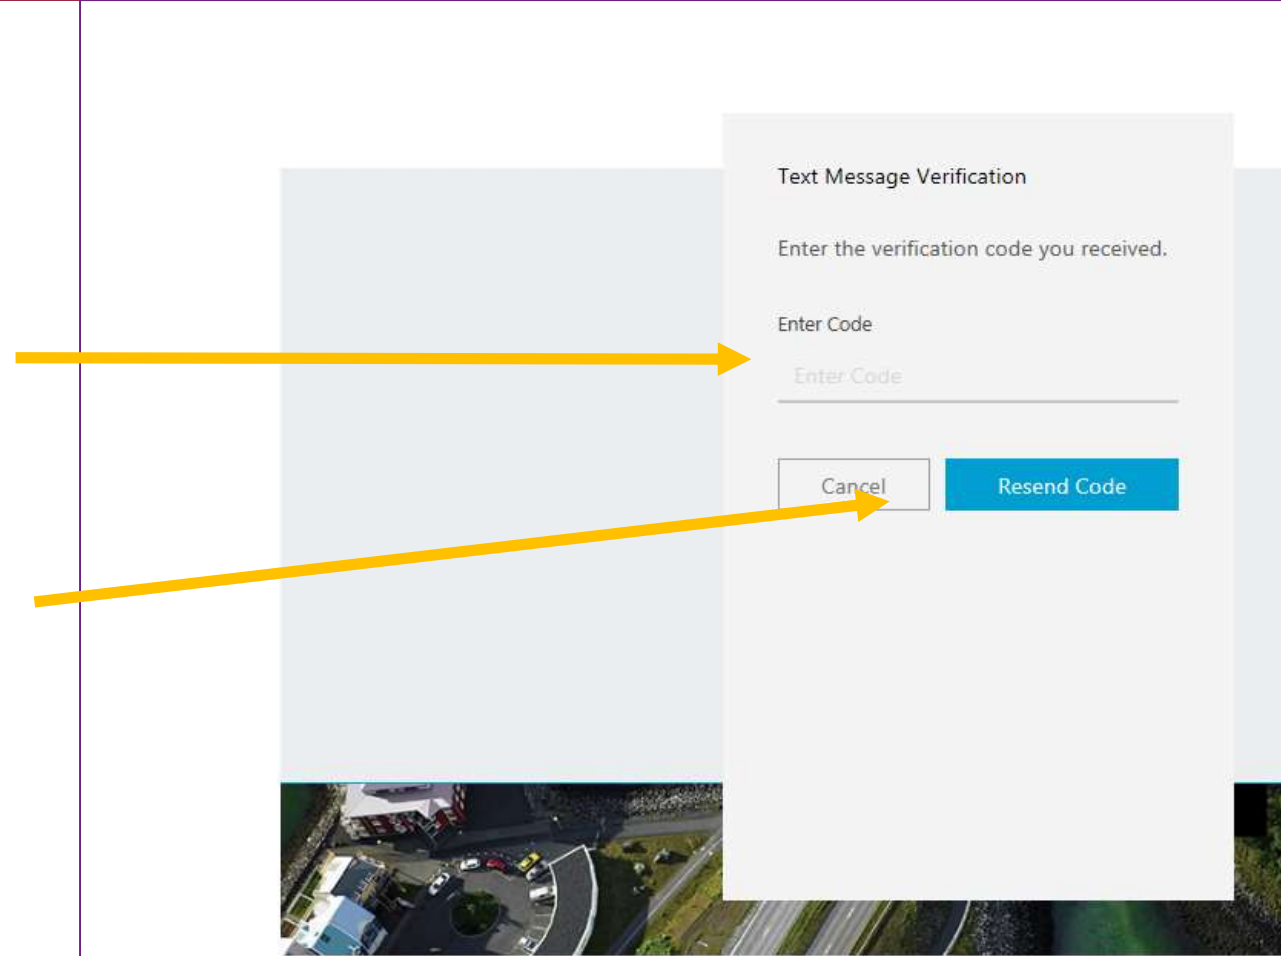 Text Message Verification
Enter the verification code you received.
Enter Code
Enter Code
Cancel
Resend Code